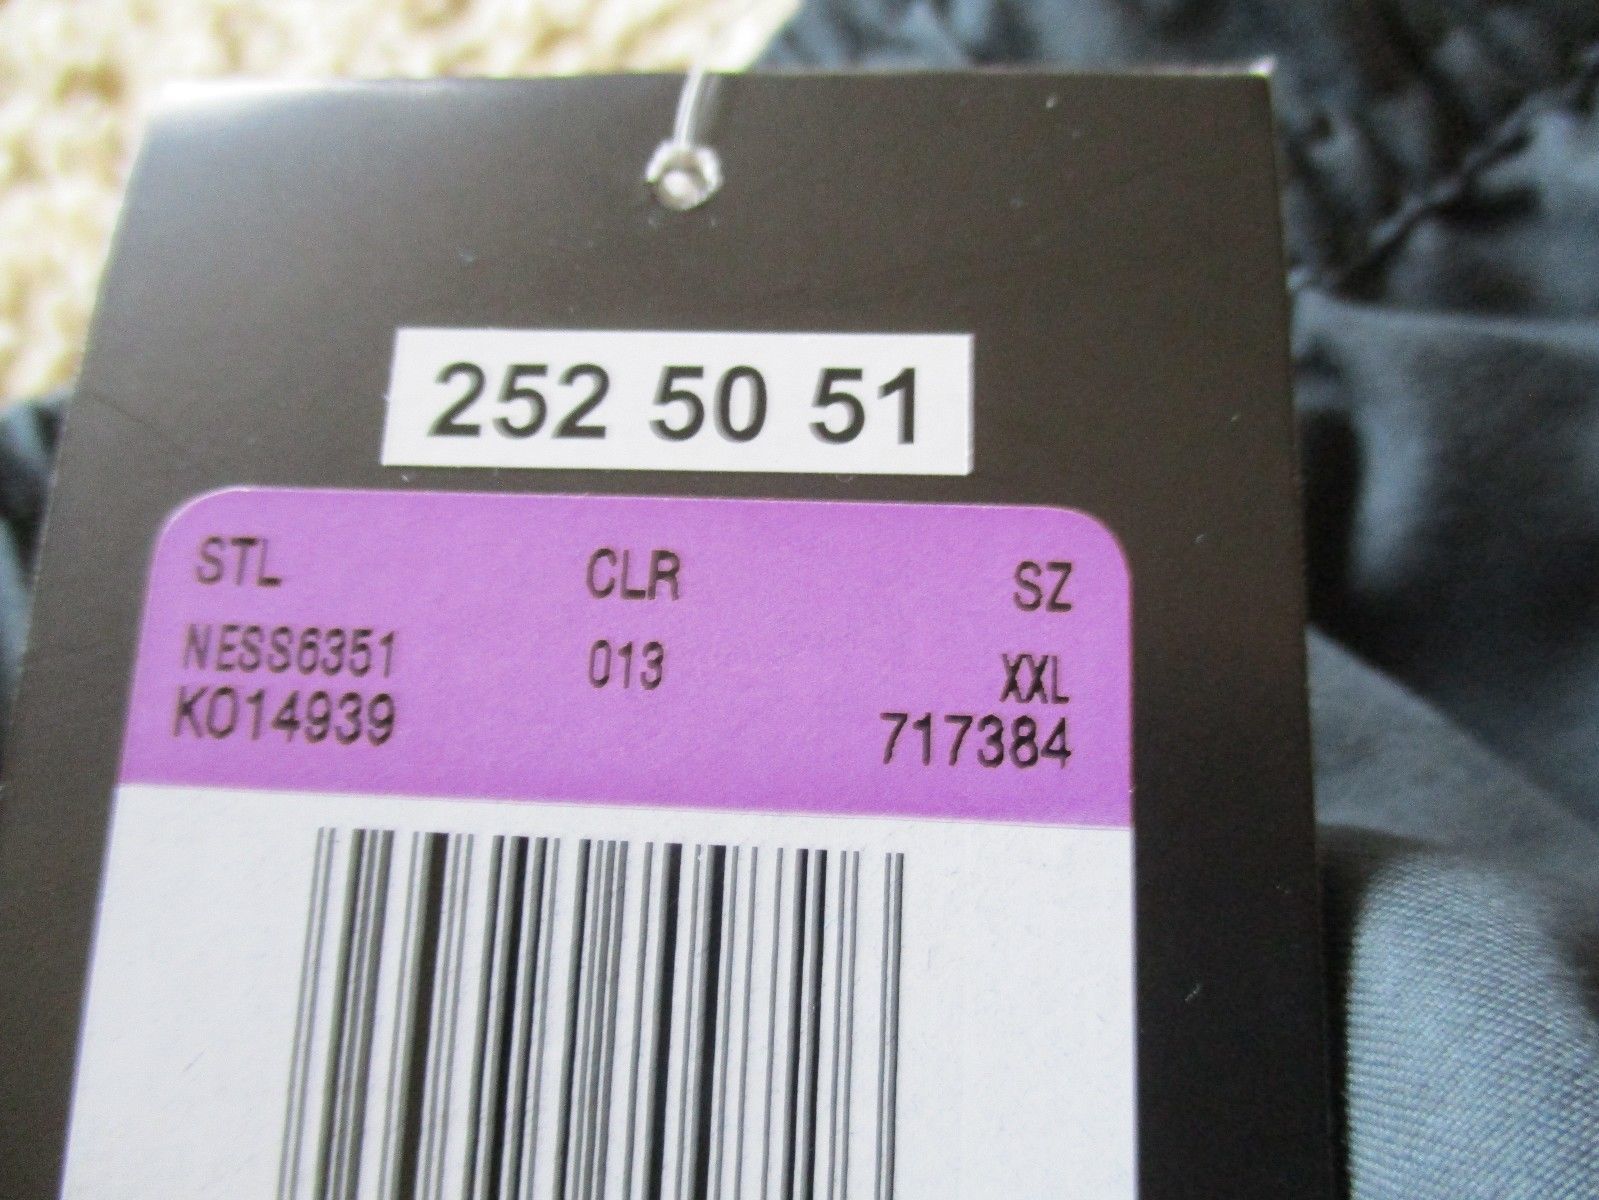 252 50 51
STL CLR SZ
NESS6351 013 XXL
KO14939 717384